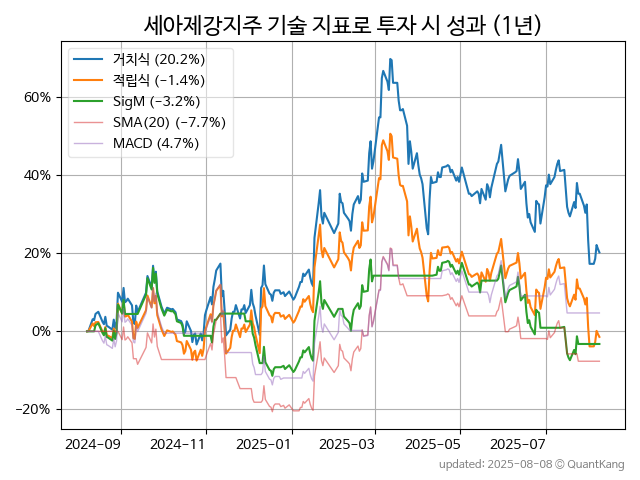 세아제강지주 기술 지표로 투자 시 성과 (1년)
거치식 (20.2%)
적립식 (−1.4%)
SigM (−3.2%)
SMA(20) (−7.7%)
MACD (4.7%)
60%
40%
20%
0%
−20%
2024-09 2024-11 2025-01 2025-03 2025-05 2025-07
updated: 2025-08-08 © QuantKang